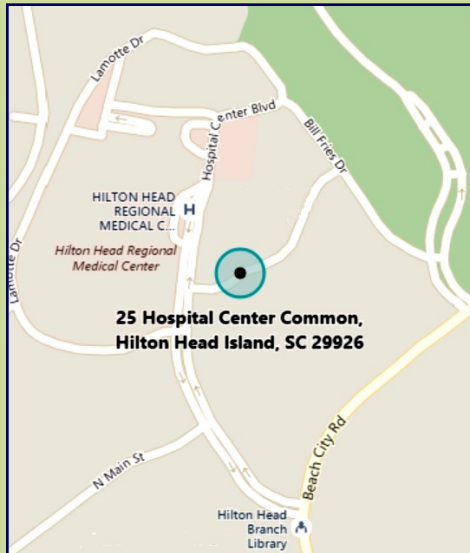 Lamotte Dr
Hospital Center Blvd
Bill Fries Dr
HILTON HEAD
REGIONAL
MEDICAL C...
H
Hilton Head Regional
Medical Center
Lamotte Dr
25 Hospital Center Common,
Hilton Head Island, SC 29926
N Main St
Beach City Rd
Hilton Head
Branch
Library